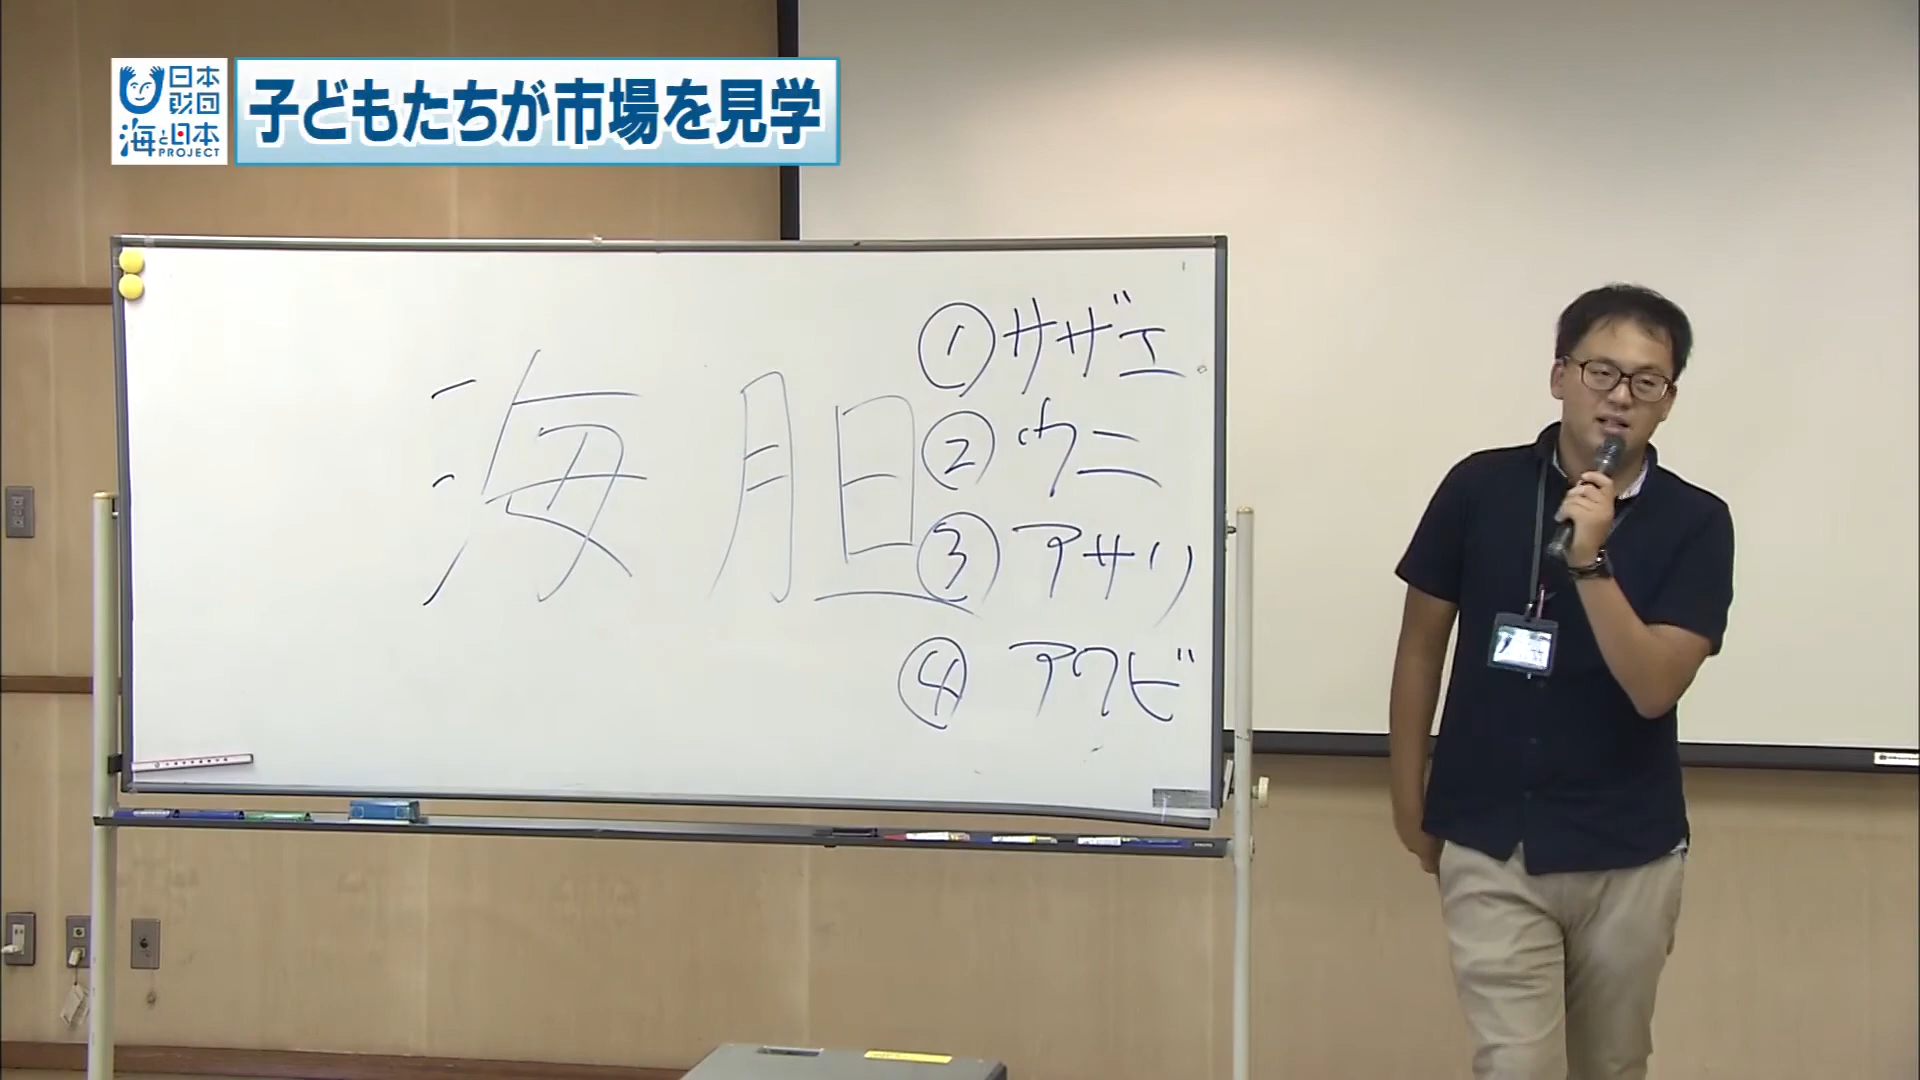 日本
財団
海と日本
PROJECT
子どもたちが市場を見学
海胆
①サザエ
②ウニ
③アサリ
④アワビ